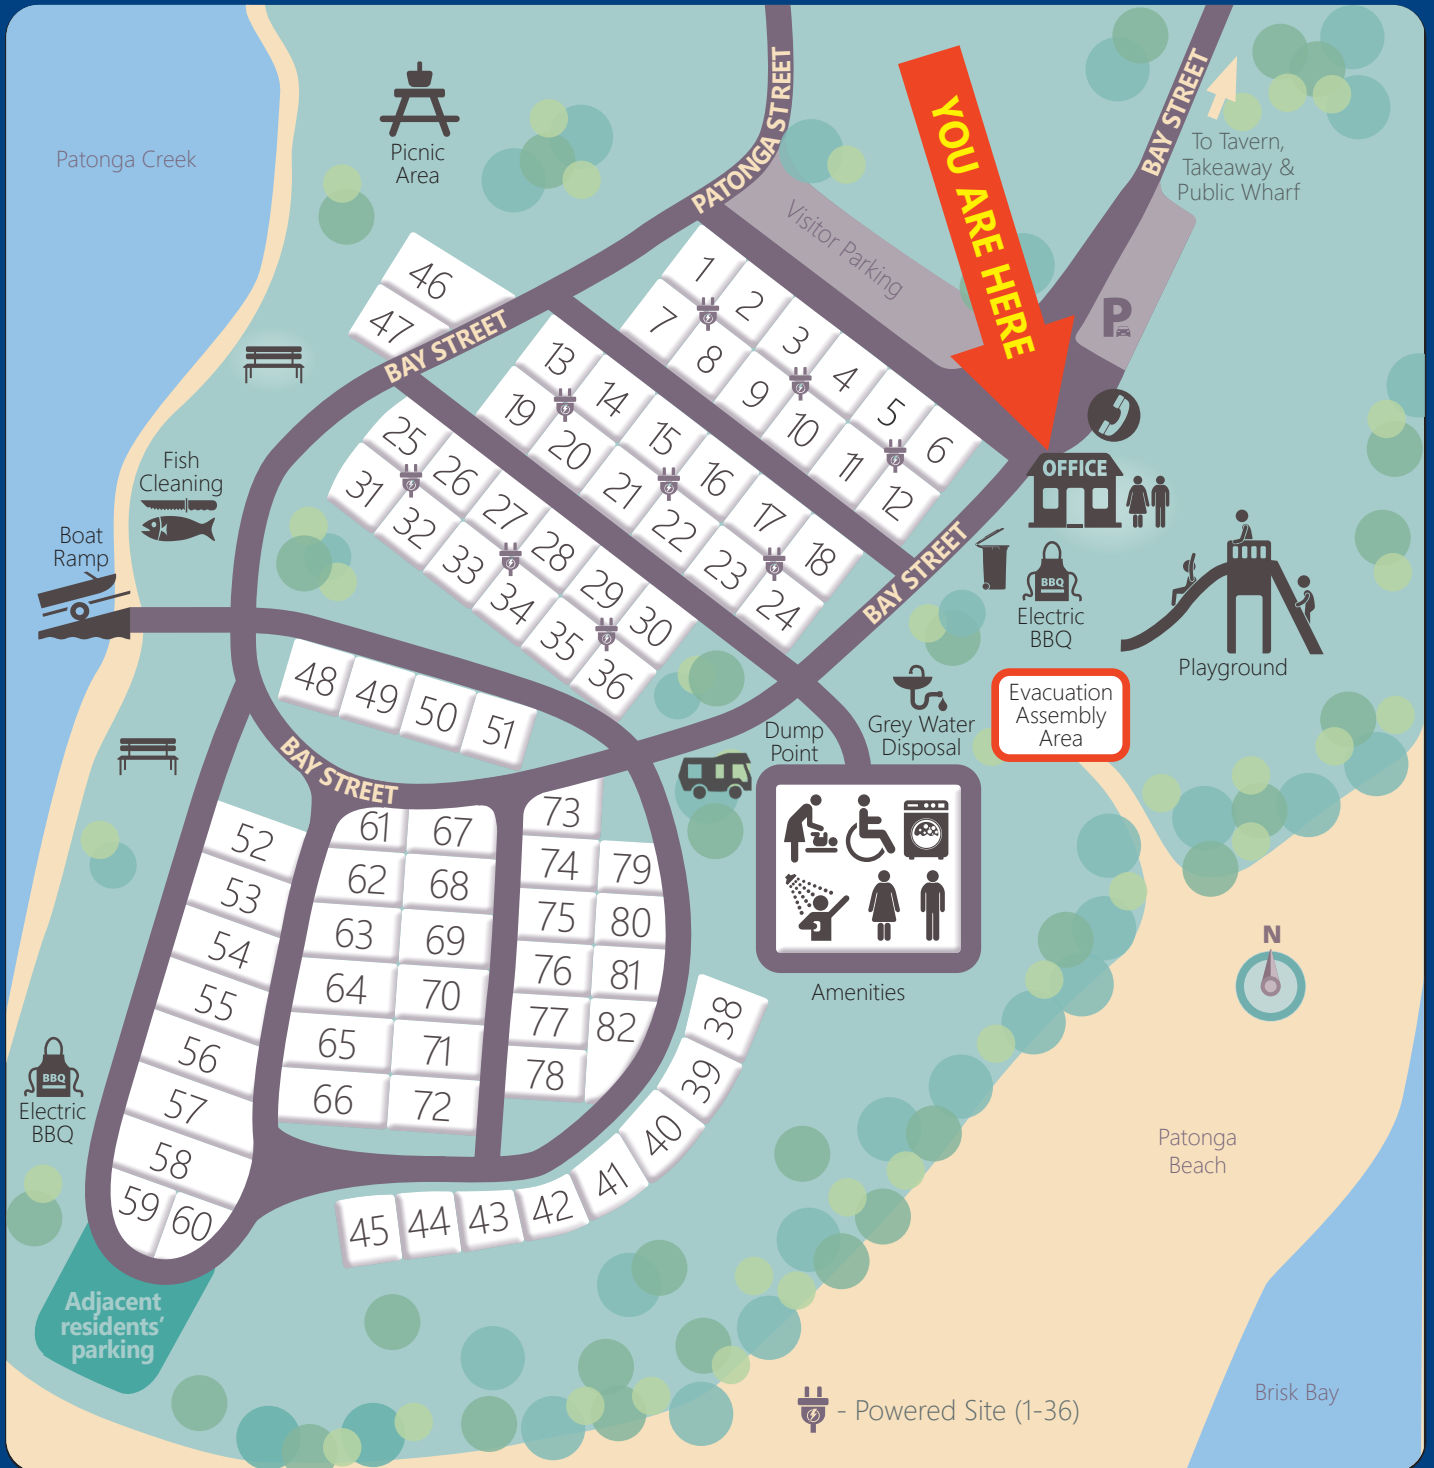 PATONGA STREET
BAY STREET
To Tavern,
Takeaway &
Public Wharf
YOU ARE HERE
Patonga Creek
Picnic
Area
Visitor Parking
P
46
47
BAY STREET
1
2
3
4
5
6
7
8
9
10
11
12
13
14
15
16
17
18
19
20
21
22
23
24
25
26
27
28
29
30
31
32
33
34
35
36
OFFICE
BAY STREET
Fish
Cleaning
Boat
Ramp
BBQ
Electric
BBQ
Playground
Evacuation
Assembly
Area
Grey Water
Disposal
Dump
Point
48
49
50
51
BAY STREET
52
53
54
55
56
57
58
59
60
61
62
63
64
65
66
67
68
69
70
71
72
73
74
75
76
77
78
79
80
81
82
38
39
40
41
42
43
44
45
Amenities
N
BBQ
Electric
BBQ
Patonga
Beach
Adjacent
residents'
parking
Brisk Bay
- Powered Site (1-36)